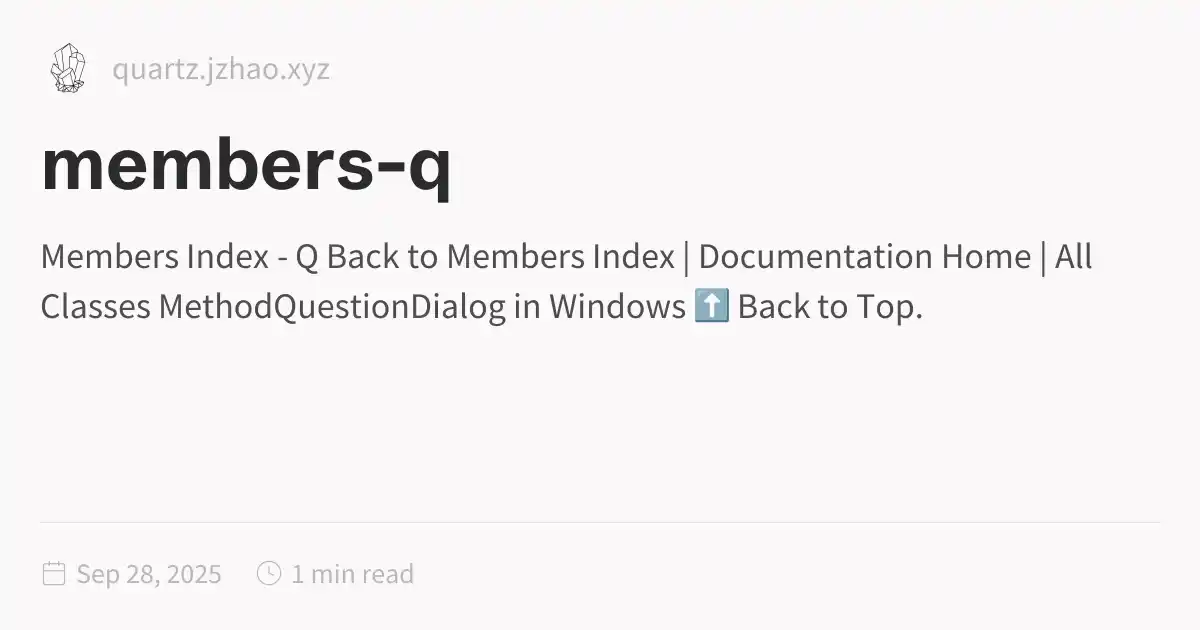 quartz.jzhao.xyz
members-q
Members Index - Q Back to Members Index | Documentation Home | All
Classes MethodQuestionDialog in Windows ⬆️ Back to Top.
Sep 28, 2025 1 min read